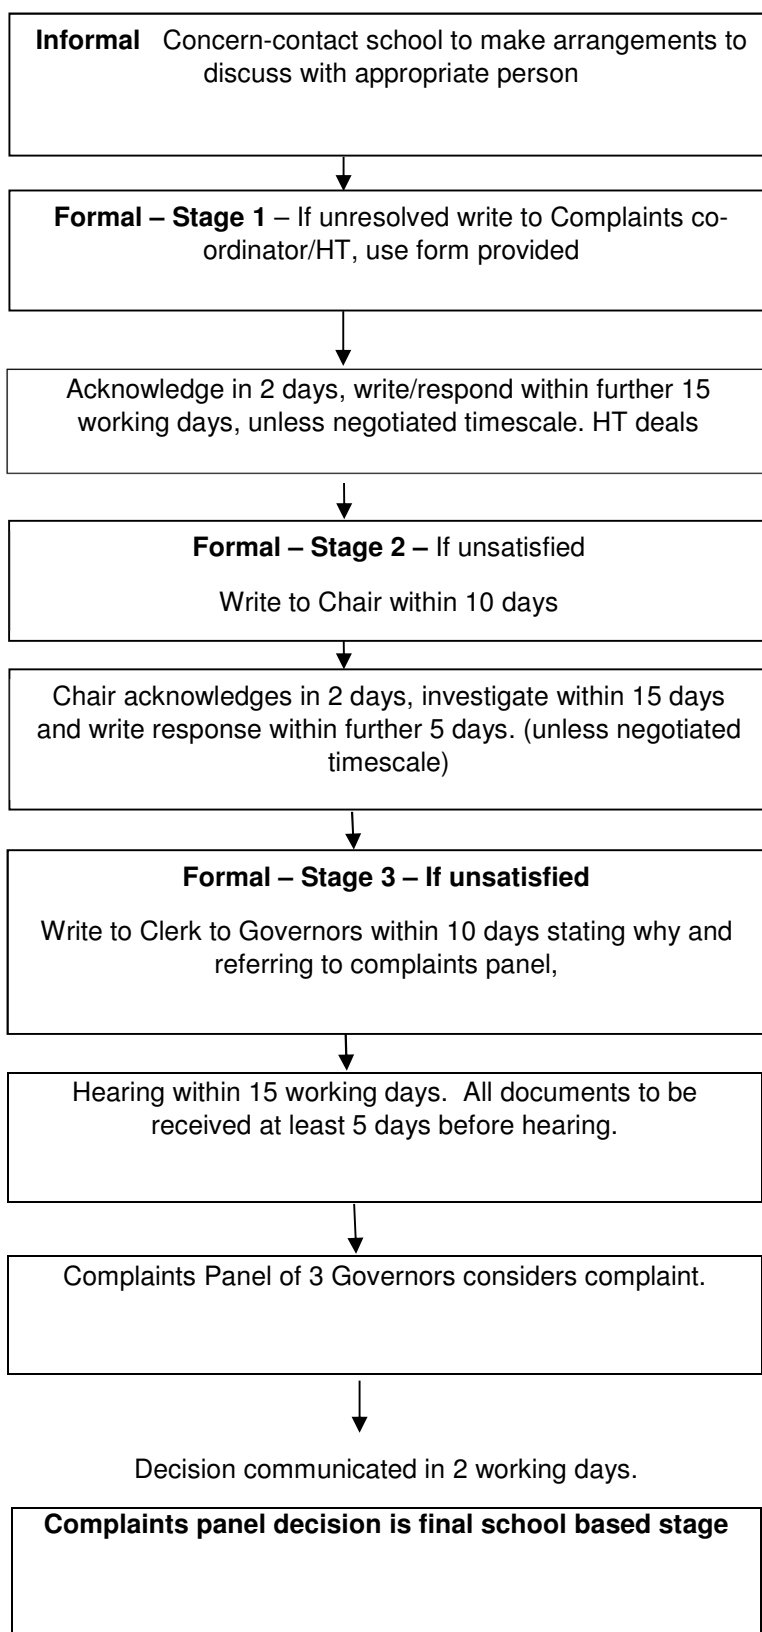 Informal Concern-contact school to make arrangements to
discuss with appropriate person
Formal – Stage 1 – If unresolved write to Complaints co-
ordinator/HT, use form provided
Acknowledge in 2 days, write/respond within further 15
working days, unless negotiated timescale. HT deals
Formal – Stage 2 – If unsatisfied
Write to Chair within 10 days
Chair acknowledges in 2 days, investigate within 15 days
and write response within further 5 days. (unless negotiated
timescale)
Formal – Stage 3 – If unsatisfied
Write to Clerk to Governors within 10 days stating why and
referring to complaints panel,
Hearing within 15 working days. All documents to be
received at least 5 days before hearing.
Complaints Panel of 3 Governors considers complaint.
Decision communicated in 2 working days.
Complaints panel decision is final school based stage